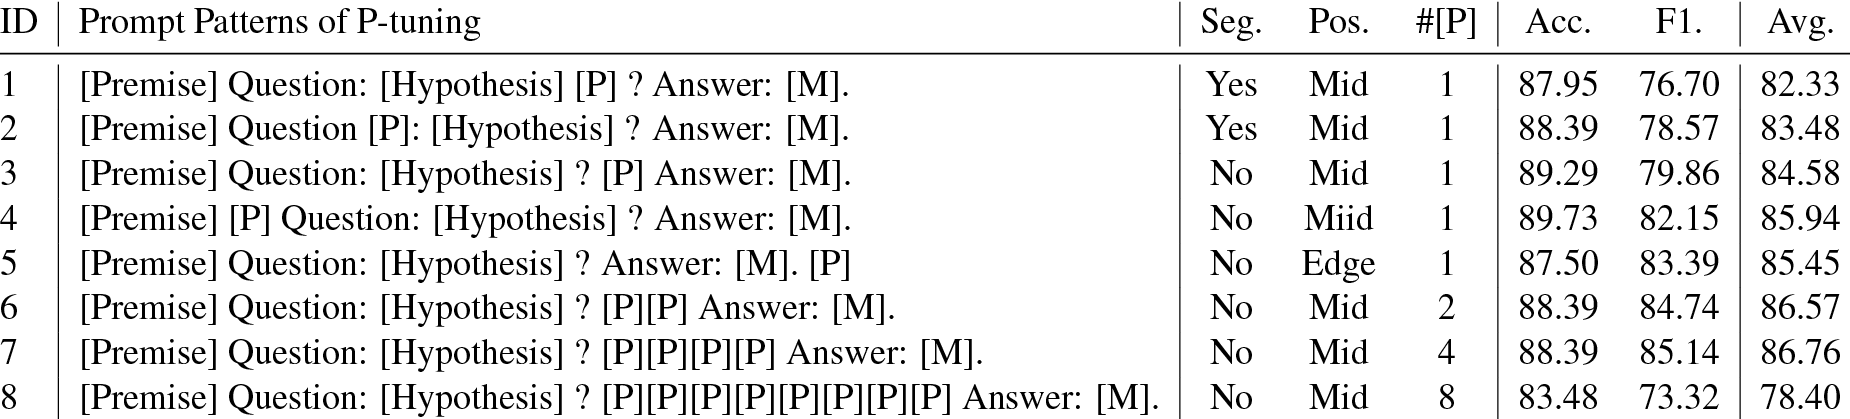 ID Prompt Patterns of P-tuning Seg. Pos. #[P] Acc. F1. Avg.
1 [Premise] Question: [Hypothesis] [P] ? Answer: [M]. Yes Mid 1 87.95 76.70 82.33
2 [Premise] Question [P]: [Hypothesis] ? Answer: [M]. Yes Mid 1 88.39 78.57 83.48
3 [Premise] Question: [Hypothesis] ? [P] Answer: [M]. No Mid 1 89.29 79.86 84.58
4 [Premise] [P] Question: [Hypothesis] ? Answer: [M]. No Miid 1 89.73 82.15 85.94
5 [Premise] Question: [Hypothesis] ? Answer: [M]. [P] No Edge 1 87.50 83.39 85.45
6 [Premise] Question: [Hypothesis] ? [P][P] Answer: [M]. No Mid 2 88.39 84.74 86.57
7 [Premise] Question: [Hypothesis] ? [P][P][P][P] Answer: [M]. No Mid 4 88.39 85.14 86.76
8 [Premise] Question: [Hypothesis] ? [P][P][P][P][P][P][P][P] Answer: [M]. No Mid 8 83.48 73.32 78.40